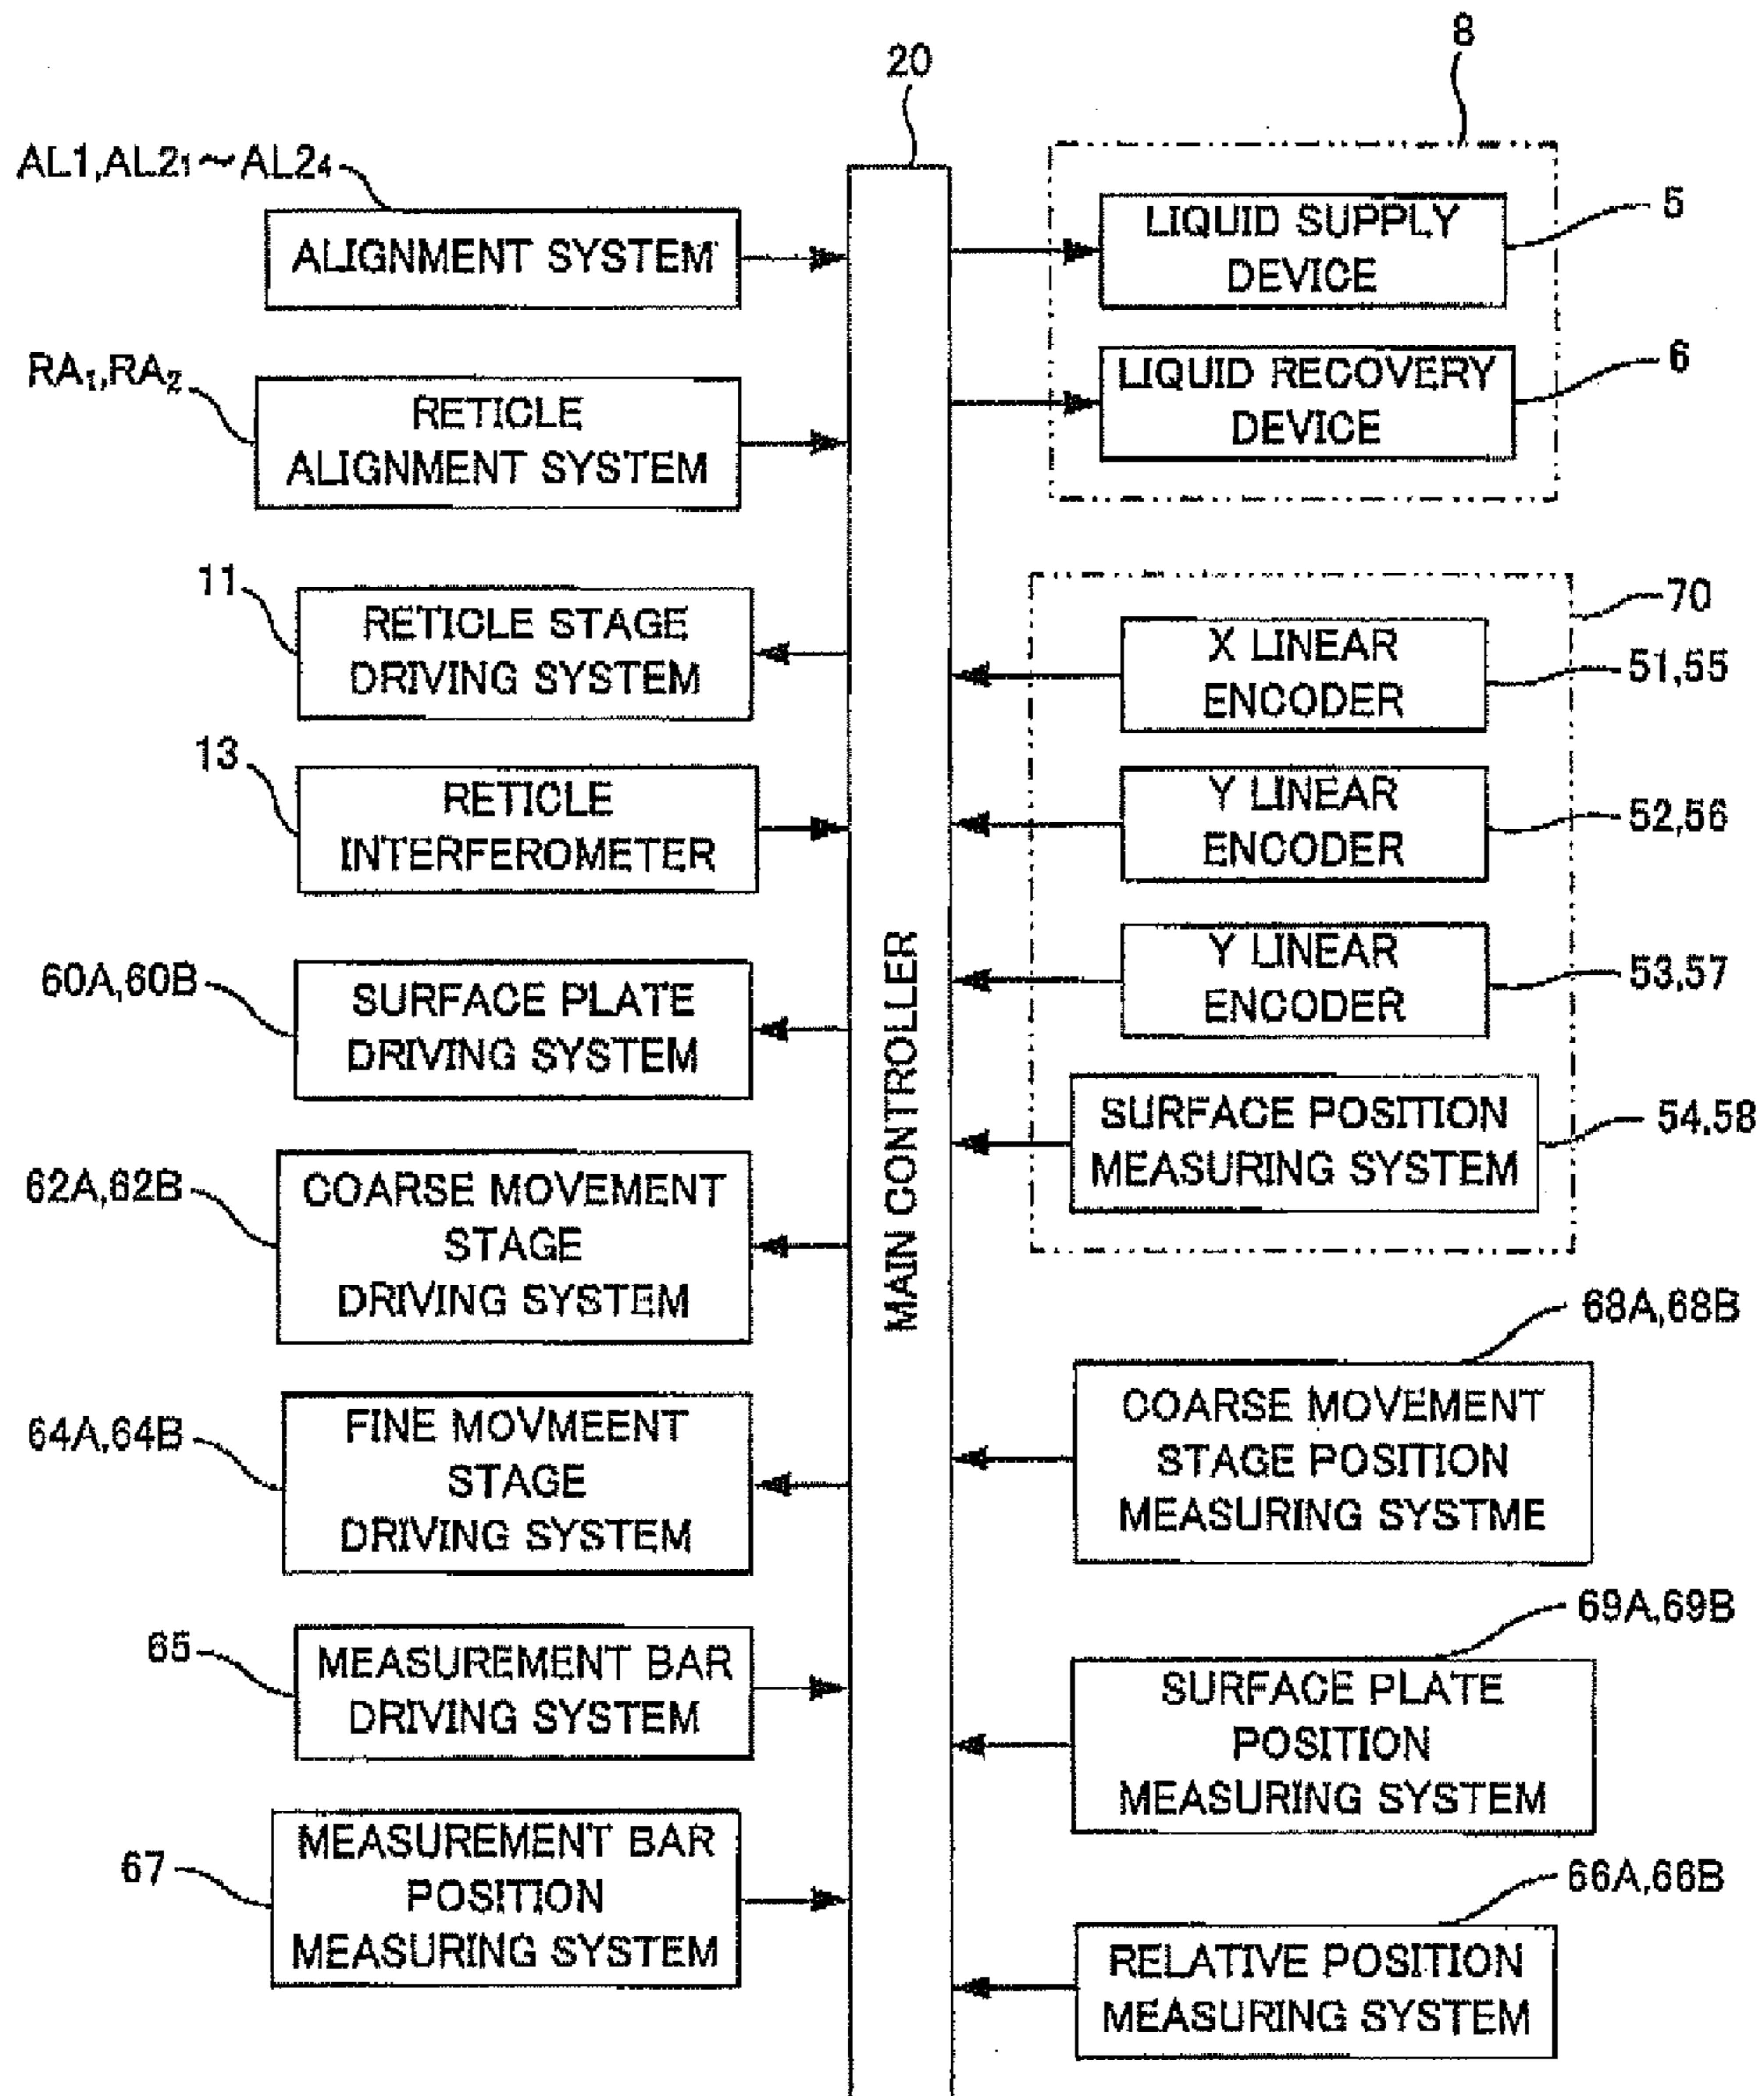 20
8
AL1,AL2₁~AL2₄
ALIGNMENT SYSTEM
RA₁,RA₂
RETICLE
ALIGNMENT SYSTEM
11
RETICLE STAGE
DRIVING SYSTEM
13
RETICLE
INTERFEROMETER
60A,60B
SURFACE PLATE
DRIVING SYSTEM
62A,62B
COARSE MOVEMENT
STAGE
DRIVING SYSTEM
64A,64B
FINE MOVMEENT
STAGE
DRIVING SYSTEM
65
MEASUREMENT BAR
DRIVING SYSTEM
67
MEASUREMENT BAR
POSITION
MEASURING SYSTEM
MAIN CONTROLLER
LIQUID SUPPLY
DEVICE
5
LIQUID RECOVERY
DEVICE
6
70
X LINEAR
ENCODER
51,55
Y LINEAR
ENCODER
52,56
Y LINEAR
ENCODER
53,57
SURFACE POSITION
MEASURING SYSTEM
54,58
68A,68B
COARSE MOVEMENT
STAGE POSITION
MEASURING SYSTME
69A,69B
SURFACE PLATE
POSITION
MEASURING SYSTEM
66A,66B
RELATIVE POSITION
MEASURING SYSTEM